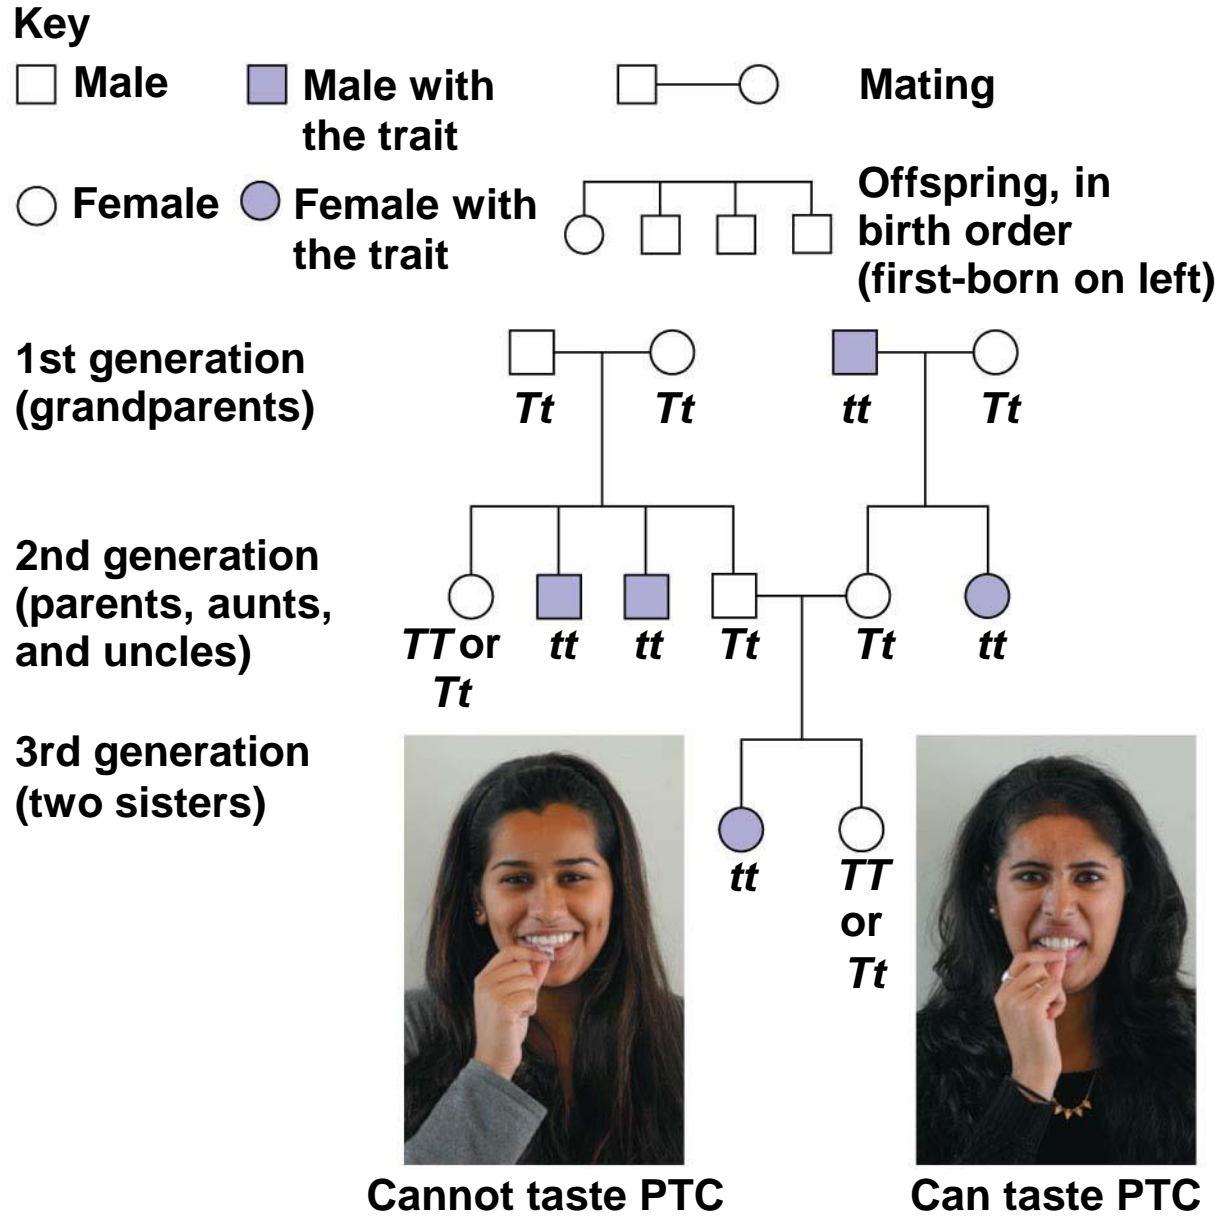 Key
Male
Male with
the trait
Mating
Female
Female with
the trait
Offspring, in
birth order
(first-born on left)
1st generation
(grandparents)
Tt
Tt
tt
Tt
2nd generation
(parents, aunts,
and uncles)
TT or
Tt
tt
tt
Tt
Tt
tt
3rd generation
(two sisters)
tt
TT
or
Tt
Cannot taste PTC
Can taste PTC